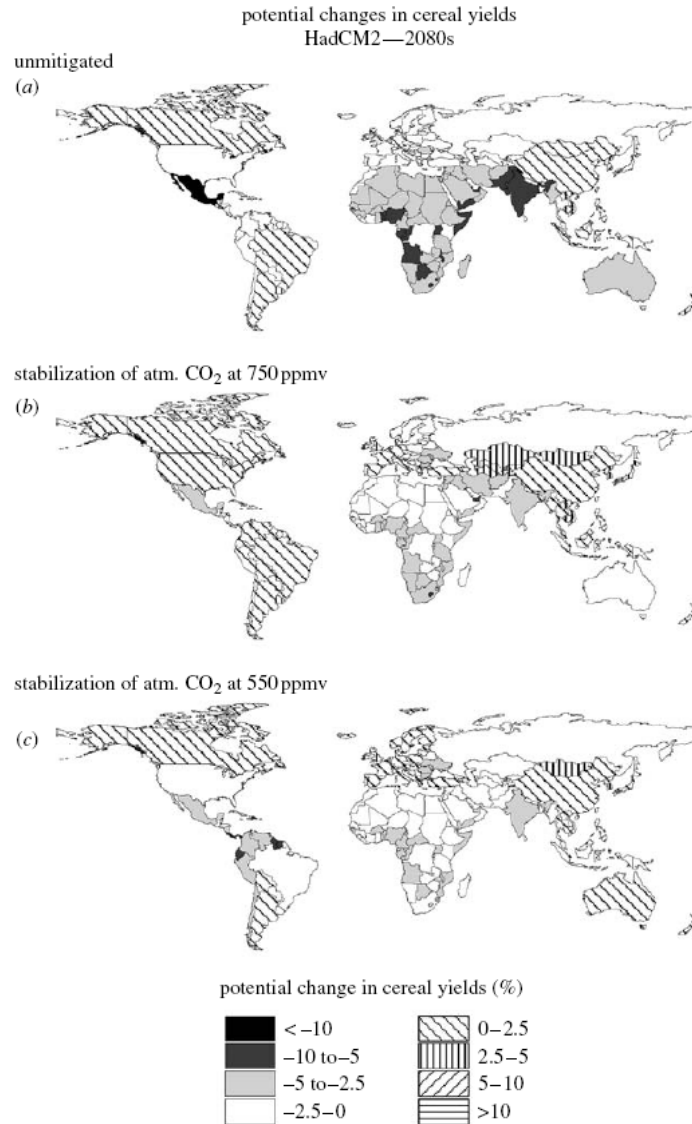 potential changes in cereal yields
HadCM2—2080s
unmitigated
(a)
stabilization of atm. CO₂ at 750 ppmv
(b)
stabilization of atm. CO₂ at 550 ppmv
(c)
potential change in cereal yields (%)
< –10
–10 to –5
–5 to –2.5
–2.5–0
0–2.5
2.5–5
5–10
>10